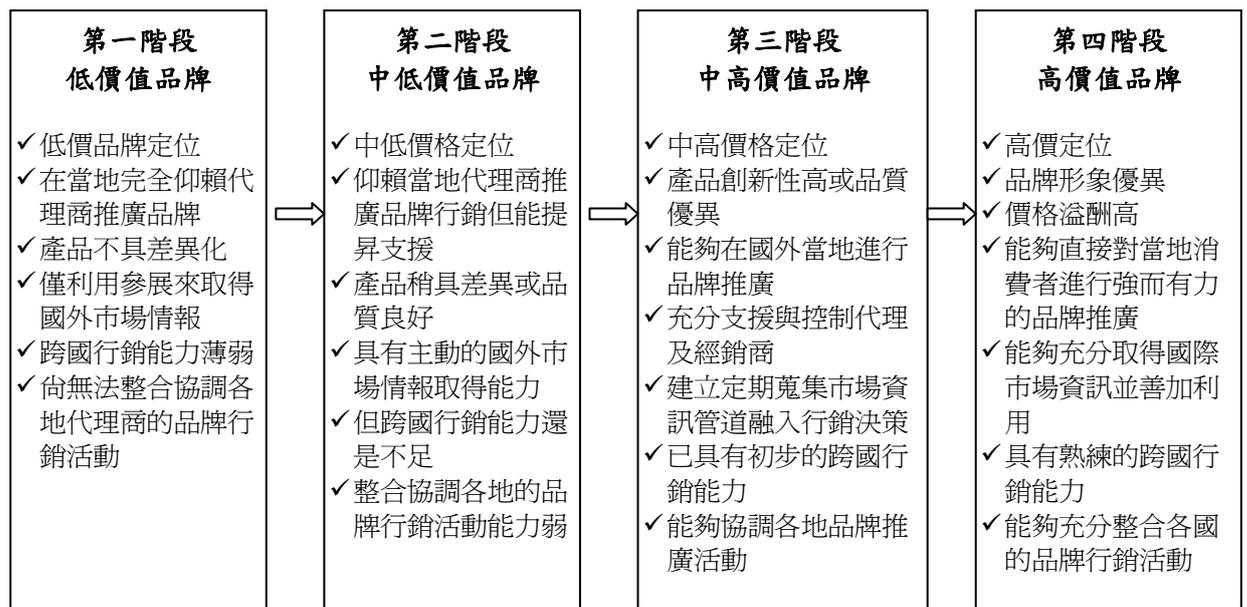 第一階段
低價值品牌
✓低價品牌定位
✓在當地完全仰賴代
理商推廣品牌
✓產品不具差異化
✓僅利用參展來取得
國外市場情報
✓跨國行銷能力薄弱
✓尚無法整合協調各
地代理商的品牌行
銷活動
第二階段
中低價值品牌
✓中低價格定位
✓仰賴當地代理商推
廣品牌行銷但能提
昇支援
✓產品稍具差異或品
質良好
✓具有主動的國外市
場情報取得能力
✓但跨國行銷能力還
是不足
✓整合協調各地的品
牌行銷活動能力弱
第三階段
中高價值品牌
✓中高價格定位
✓產品創新性高或品質
優異
✓能夠在國外當地進行
品牌推廣
✓充分支援與控制代理
及經銷商
✓建立定期蒐集市場資
訊管道融入行銷決策
✓已具有初步的跨國行
銷能力
✓能夠協調各地品牌推
廣活動
第四階段
高價值品牌
✓高價定位
✓品牌形象優異
✓價格溢酬高
✓能夠直接對當地消
費者進行強而有力
的品牌推廣
✓能夠充分取得國際
市場資訊並善加利
用
✓具有熟練的跨國行
銷能力
✓能夠充分整合各國
的品牌行銷活動